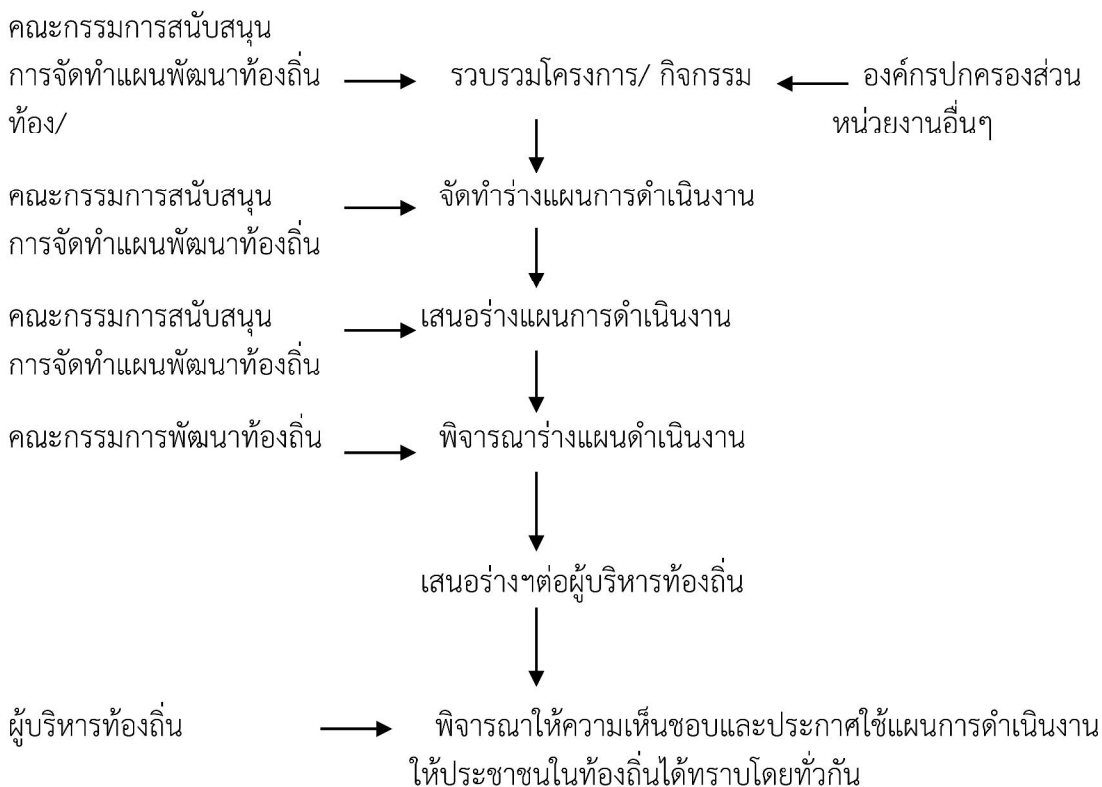 คณะกรรมการสนับสนุน
การจัดทำแผนพัฒนาท้องถิ่น
รวบรวมโครงการ/ กิจกรรม
องค์กรปกครองส่วน
ท้อง/
หน่วยงานอื่นๆ
คณะกรรมการสนับสนุน
จัดทำร่างแผนการดำเนินงาน
การจัดทำแผนพัฒนาท้องถิ่น
คณะกรรมการสนับสนุน
เสนอร่างแผนการดำเนินงาน
การจัดทำแผนพัฒนาท้องถิ่น
คณะกรรมการพัฒนาท้องถิ่น
พิจารณาร่างแผนดำเนินงาน
เสนอร่างฯต่อผู้บริหารท้องถิ่น
ผู้บริหารท้องถิ่น
พิจารณาให้ความเห็นชอบและประกาศใช้แผนการดำเนินงาน
ให้ประชาชนในท้องถิ่นได้ทราบโดยทั่วกัน